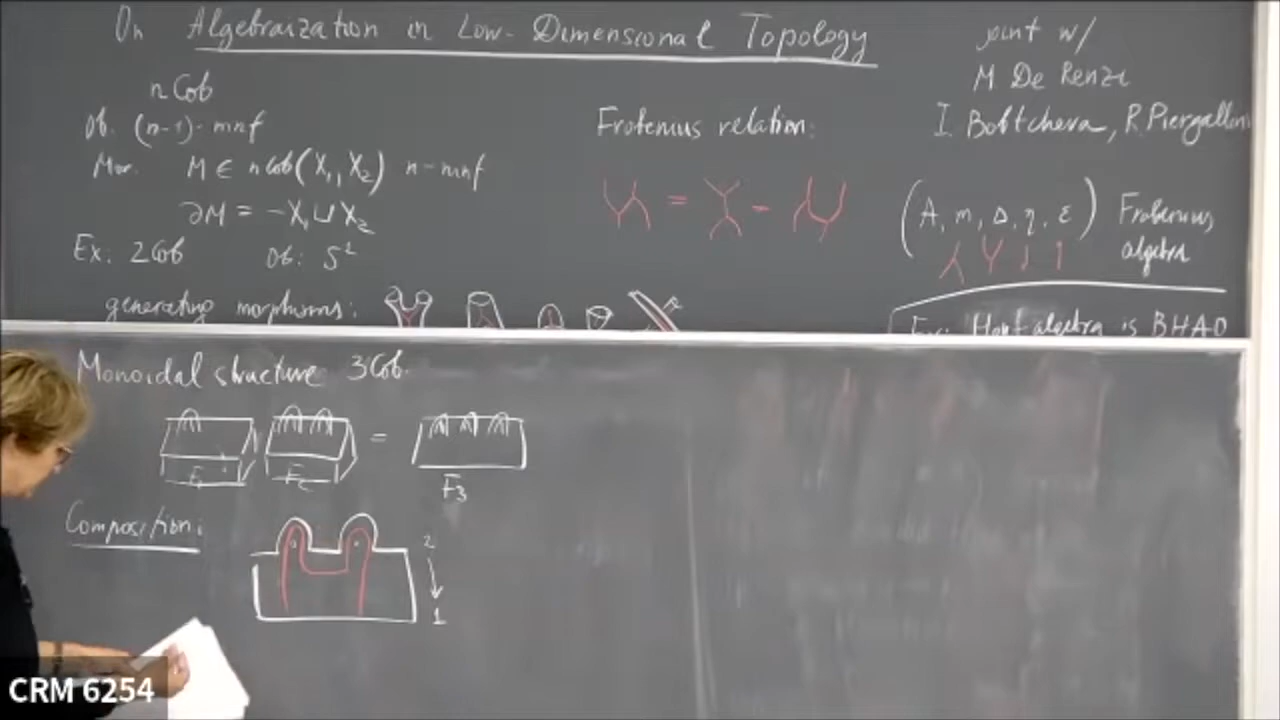 On Algebraization in Low-Dimensional Topology
joint w/
M De Renzi
I. Bobtcheva, R. Piergallini
nCob
Ob. (n-1)-mnf
Mor. M ∈ nCob(X₁, X₂) n-mnf
∂M = -X₁ ⊔ X₂
Ex: 2Cob Ob: S¹
generating morphisms:
Frobenius relation:
= =
(A, m, Δ, η, ε) Frobenius
algebra
Ex: Hopf algebra is BHAD
Monoidal structure 3Cob.
=
F₁ F₂ F₃
Composition:
2
1
CRM 6254